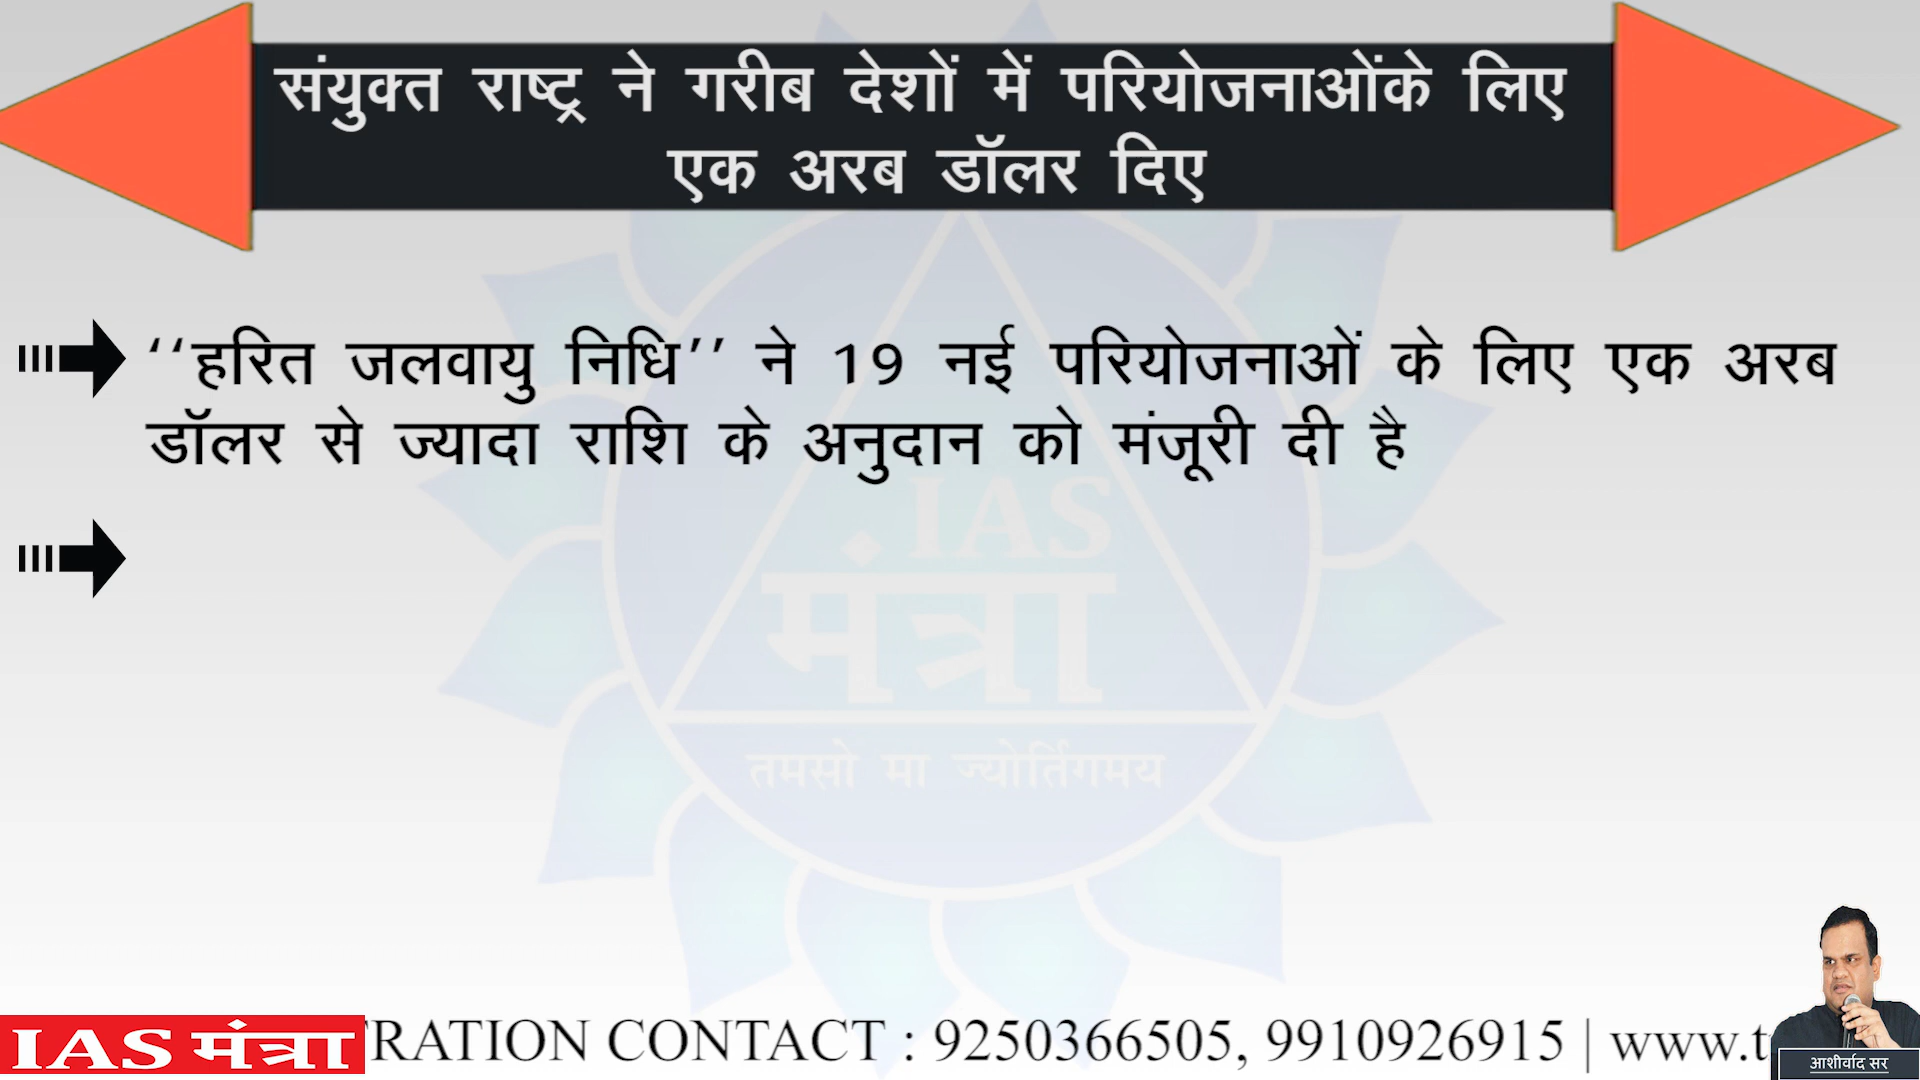 संयुक्त राष्ट्र ने गरीब देशों में परियोजनाओंके लिए
एक अरब डॉलर दिए
‘‘हरित जलवायु निधि’’ ने 19 नई परियोजनाओं के लिए एक अरब
डॉलर से ज्यादा राशि के अनुदान को मंजूरी दी है
IAS
मंत्रा
तमसो मा ज्योर्तिगमय
IAS मंत्रा RATION CONTACT : 9250366505, 9910926915 | www.t
आशीर्वाद सर